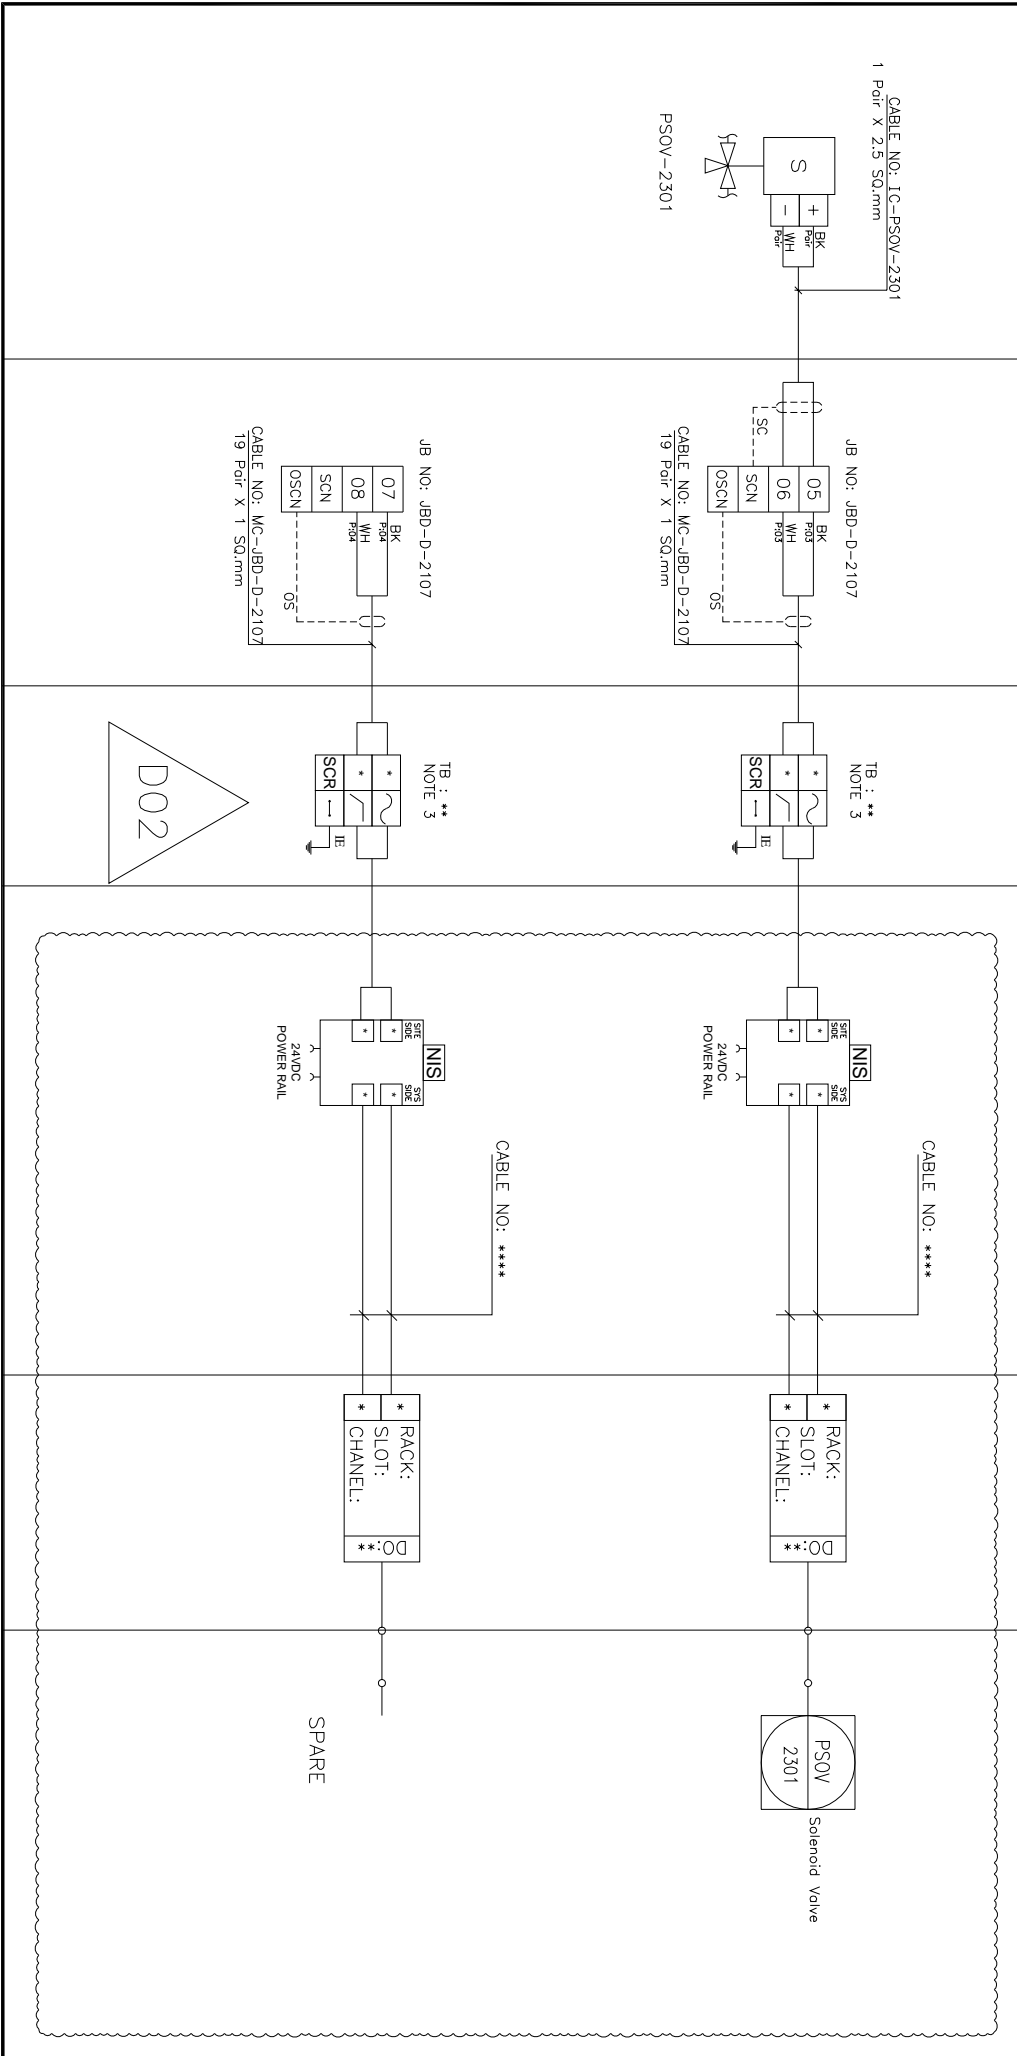 CABLE NO: IC-PSOV-2301
1 Pair X 2.5 SQ.mm
S
+
-
BK
Pair
WH
Pair
PSOV-2301
JB NO: JBD-D-2107
SC
05
06
SCN
OSCN
BK
P:03
WH
P:03
OS
CABLE NO: MC-JBD-D-2107
19 Pair X 1 SQ.mm
TB : **
NOTE 3
*
*
SCR
IE
NIS
SITE
SIDE
SYS
SIDE
*
*
*
*
24VDC
POWER RAIL
CABLE NO: ****
*
*
RACK:
SLOT:
CHANEL:
DO:
**
PSOV
2301
Solenoid Valve
JB NO: JBD-D-2107
07
08
SCN
OSCN
BK
P:04
WH
P:04
OS
CABLE NO: MC-JBD-D-2107
19 Pair X 1 SQ.mm
TB : **
NOTE 3
*
*
SCR
IE
NIS
SITE
SIDE
SYS
SIDE
*
*
*
*
24VDC
POWER RAIL
CABLE NO: ****
*
*
RACK:
SLOT:
CHANEL:
DO:
**
SPARE
D02